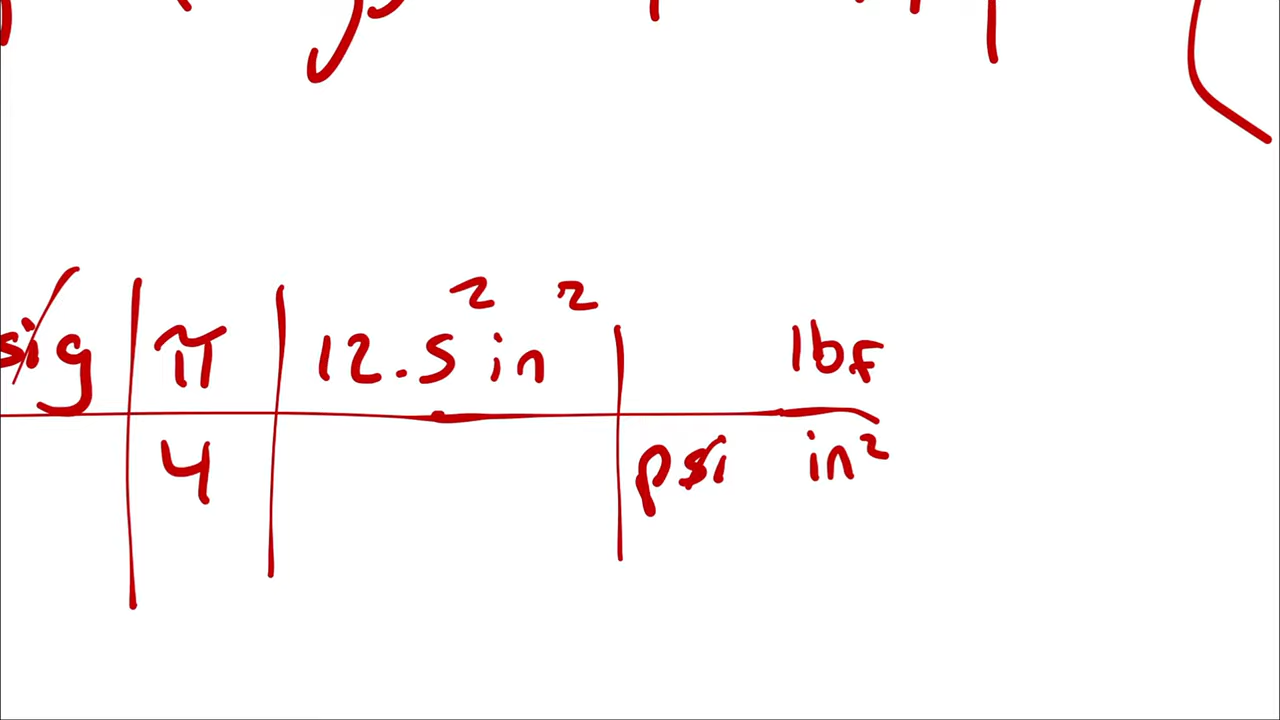 sig π 12.5² in² lbf
4 psi in²